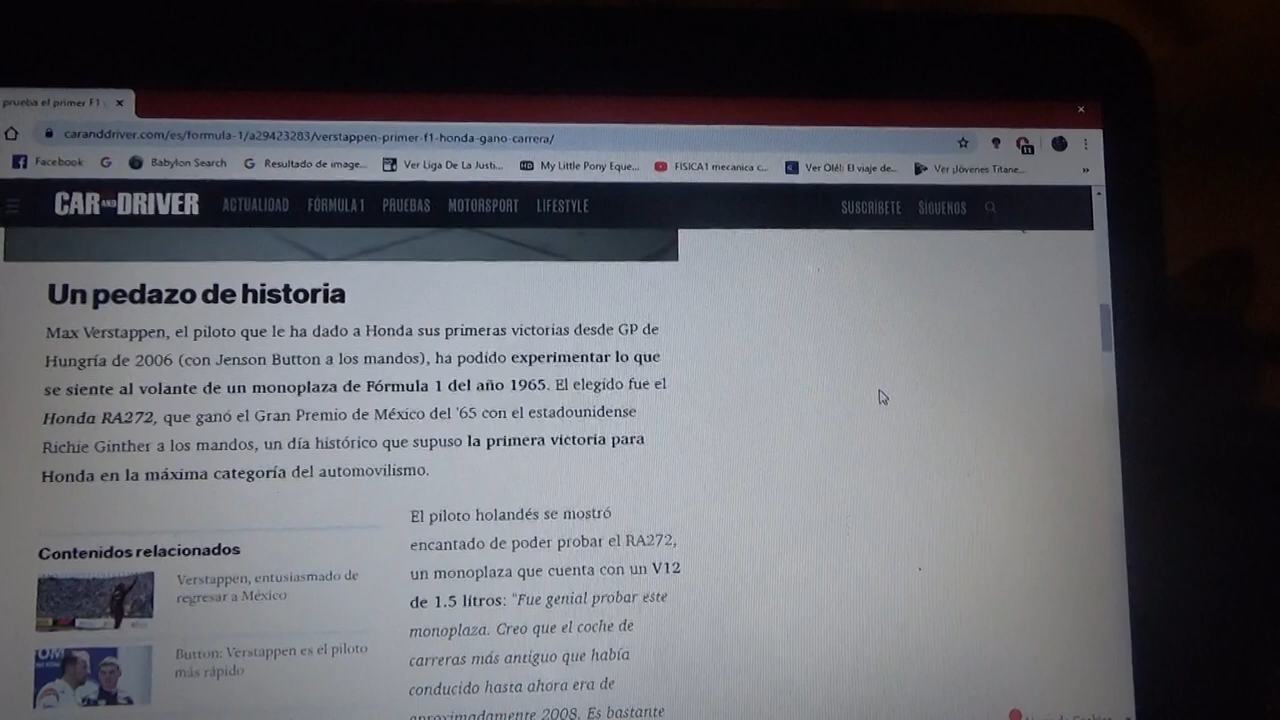 prueba el primer F1
caranddriver.com/es/formula-1/a29423283/verstappen-primer-f1-honda-gano-carrera/
Facebook
Babylon Search
Resultado de image...
Ver Liga De La Justi...
My Little Pony Eque...
FISICA1 mecanica c...
Ver Olé!: El viaje de...
Ver Jóvenes Titane...
»
CAR AND DRIVER
ACTUALIDAD
FÓRMULA 1
PRUEBAS
MOTORSPORT
LIFESTYLE
SUSCRÍBETE
SÍGUENOS
Un pedazo de historia
Max Verstappen, el piloto que le ha dado a Honda sus primeras victorias desde GP de
Hungría de 2006 (con Jenson Button a los mandos), ha podido experimentar lo que
se siente al volante de un monoplaza de Fórmula 1 del año 1965. El elegido fue el
Honda RA272, que ganó el Gran Premio de México del '65 con el estadounidense
Richie Ginther a los mandos, un día histórico que supuso la primera victoria para
Honda en la máxima categoría del automovilismo.
Contenidos relacionados
Verstappen, entusiasmado de
regresar a México
Button: Verstappen es el piloto
más rápido
El piloto holandés se mostró
encantado de poder probar el RA272,
un monoplaza que cuenta con un V12
de 1.5 litros: "Fue genial probar este
monoplaza. Creo que el coche de
carreras más antiguo que había
conducido hasta ahora era de
aproximadamente 2008. Es bastante